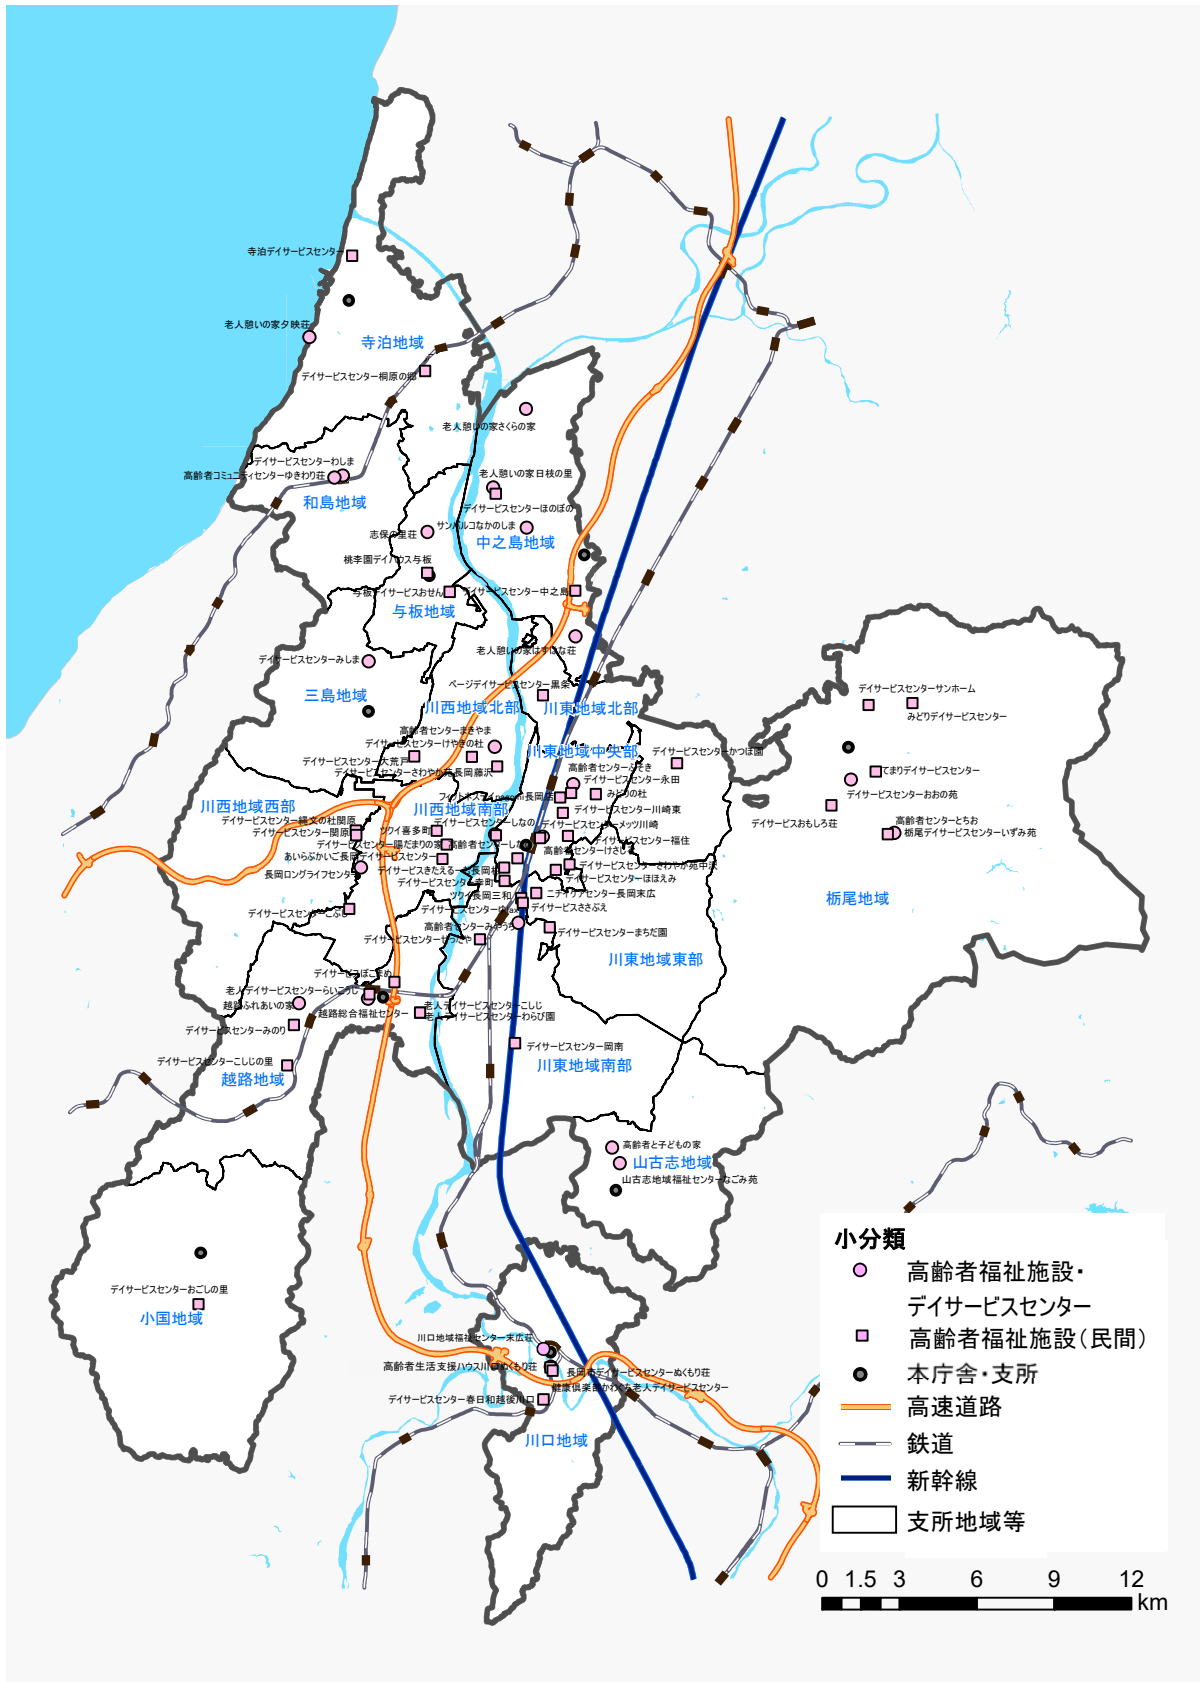 寺泊デイサービスセンター
老人憩いの家夕映荘
寺泊地域
デイサービスセンター桐原の郷
老人憩いの家さくらの家
デイサービスセンターわしま
高齢者コミュニティセンターゆきわり荘
和島地域
老人憩いの家日枝の里
デイサービスセンターほのぼの
サンパルコなかのしま
志保の里荘
中之島地域
桃李園デイハウス与板
与板デイサービスおせん
デイサービスセンター中之島
与板地域
老人憩いの家はすはな荘
デイサービスセンターみしま
三島地域
ページデイサービスセンター黒条
川西地域北部
川東地域北部
デイサービスセンターサンホーム
みどりデイサービスセンター
高齢者センターまきやま
デイサービスセンターけやきの杜
川東地域中央部
デイサービスセンターかつぼ園
デイサービスセンター大荒戸
デイサービスセンターさわやか苑長岡藤沢
てまりデイサービスセンター
デイサービスセンター永田
デイサービスセンターおおの苑
みどりの杜
川西地域西部
川西地域南部
デイサービスセンター川崎東
デイサービスセンター縄文の杜関原
デイサービスセンターしなの
デイサービスセンターメッツ川崎
デイサービスおもしろ荘
高齢者センターとちお
デイサービスセンター関原
ツクイ喜多町
栃尾デイサービスセンターいずみ苑
デイサービスセンター陽だまりの家
デイサービスセンター福住
高齢者センターけさじろ
あいらぶかいご長岡デイサービスセンター
デイサービスセンターさわやか苑中沢
長岡ロングライフセンター
デイサービスセンターほほえみ
デイサービスセンター幸町
ツクイ長岡三和
ニチイケアセンター長岡末広
栃尾地域
デイサービスセンターこぶし
デイサービスセンターささぶえ
高齢者センターみやうち
デイサービスセンターまちだ園
デイサービスセンターせったや
川東地域東部
デイサービスぽこまぬ
老人デイサービスセンターらいこうじ
越路ふれあいの家
越路総合福祉センター
老人デイサービスセンターこしじ
老人デイサービスセンターわらび園
デイサービスセンターみのり
デイサービスセンター岡南
デイサービスセンターこしじの里
越路地域
川東地域南部
高齢者と子どもの家
山古志地域
山古志地域福祉センターなごみ苑
デイサービスセンターおごしの里
小国地域
川口地域福祉センター末広荘
高齢者生活支援ハウス川口ぬくもり荘
長岡市デイサービスセンターぬくもり荘
健康倶楽部かわぐち老人デイサービスセンター
デイサービスセンター春日和越後川口
川口地域
小分類
高齢者福祉施設・
デイサービスセンター
高齢者福祉施設（民間）
本庁舎・支所
高速道路
鉄道
新幹線
支所地域等
0 1.5 3 6 9 12
km